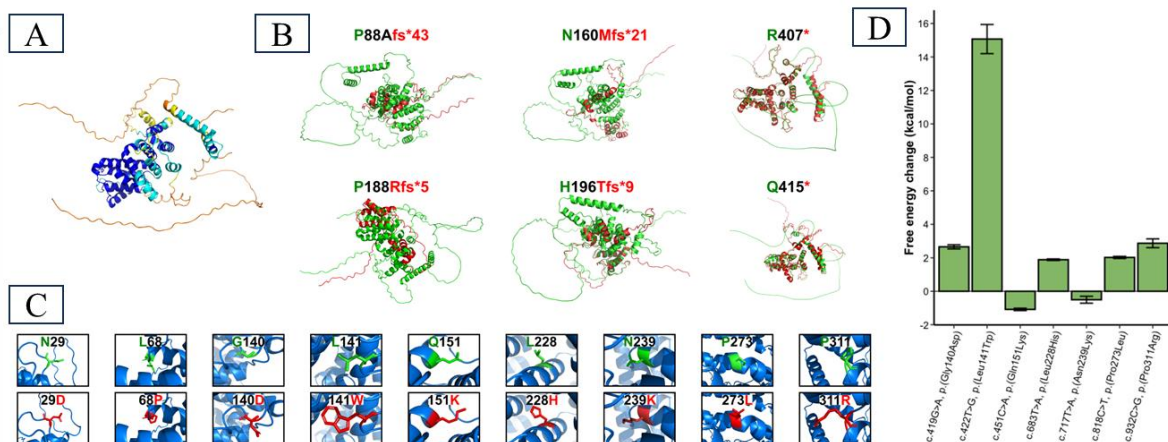 A
B
P88Afs*43
N160Mfs*21
R407*
P188Rfs*5
H196Tfs*9
Q415*
C
N29
L68
G140
L141
Q151
L228
N239
P273
P311
29D
68P
140D
141W
151K
228H
239K
273L
311R
D
Free energy change (kcal/mol)
16
14
12
10
8
6
4
2
0
-2
c.419G>A, p.(Gly140Asp)
c.422T>G, p.(Leu141Trp)
c.451C>A, p.(Gln151Lys)
c.683T>A, p.(Leu228His)
c.717T>A, p.(Asn239Lys)
c.818C>T, p.(Pro273Leu)
c.932C>G, p.(Pro311Arg)